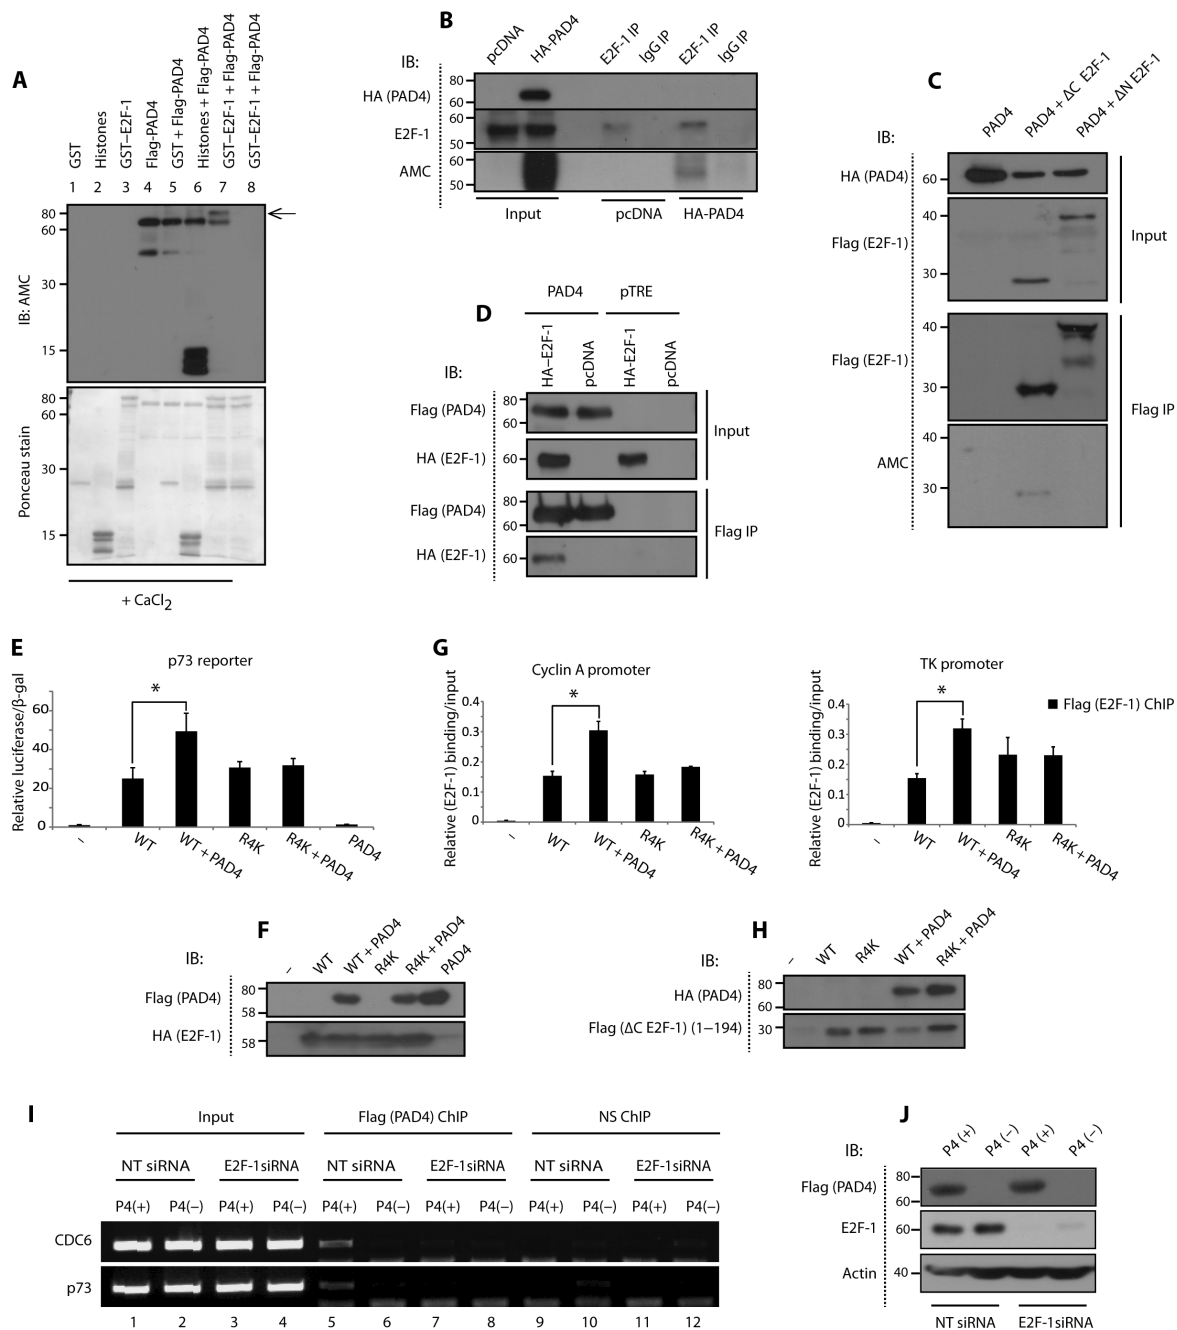 A
GST
Histones
GST–E2F-1
Flag-PAD4
GST + Flag-PAD4
Histones + Flag-PAD4
GST–E2F-1 + Flag-PAD4
GST–E2F-1 + Flag-PAD4
1 2 3 4 5 6 7 8
IB: AMC
80
60
30
15
Ponceau stain
80
60
30
15
+ CaCl2
B
IB:
pcDNA
HA-PAD4
E2F-1 IP
IgG IP
E2F-1 IP
IgG IP
HA (PAD4)
80
60
E2F-1
60
50
AMC
60
50
Input pcDNA HA-PAD4
C
IB:
PAD4
PAD4 + ΔC E2F-1
PAD4 + ΔN E2F-1
HA (PAD4)
60
Flag (E2F-1)
40
30
Input
Flag (E2F-1)
40
30
Flag IP
AMC
40
30
D
PAD4 pTRE
IB:
HA–E2F-1
pcDNA
HA-E2F-1
pcDNA
Flag (PAD4)
80
60
Input
HA (E2F-1)
60
Flag (PAD4)
80
60
Flag IP
HA (E2F-1)
60
E
p73 reporter
Relative luciferase/β-gal
60
40
20
0
*
–
WT
WT + PAD4
R4K
R4K + PAD4
PAD4
G
Cyclin A promoter
Relative (E2F-1) binding/input
0.4
0.3
0.2
0.1
0
*
–
WT
WT + PAD4
R4K
R4K + PAD4
TK promoter
Relative (E2F-1) binding/input
0.4
0.3
0.2
0.1
0
*
–
WT
WT + PAD4
R4K
R4K + PAD4
Flag (E2F-1) ChIP
F
IB:
–
WT
WT + PAD4
R4K
R4K + PAD4
PAD4
Flag (PAD4)
80
58
HA (E2F-1)
58
H
IB:
–
WT
R4K
WT + PAD4
R4K + PAD4
HA (PAD4)
80
60
Flag (ΔC E2F-1) (1–194)
30
I
Input Flag (PAD4) ChIP NS ChIP
NT siRNA E2F-1siRNA NT siRNA E2F-1siRNA NT siRNA E2F-1siRNA
P4(+) P4(–) P4(+) P4(–) P4(+) P4(–) P4(+) P4(–) P4(+) P4(–) P4(+) P4(–)
CDC6
p73
1 2 3 4 5 6 7 8 9 10 11 12
J
IB:
P4 (+)
P4 (–)
P4 (+)
P4 (–)
Flag (PAD4)
80
60
E2F-1
60
Actin
40
NT siRNA E2F-1siRNA